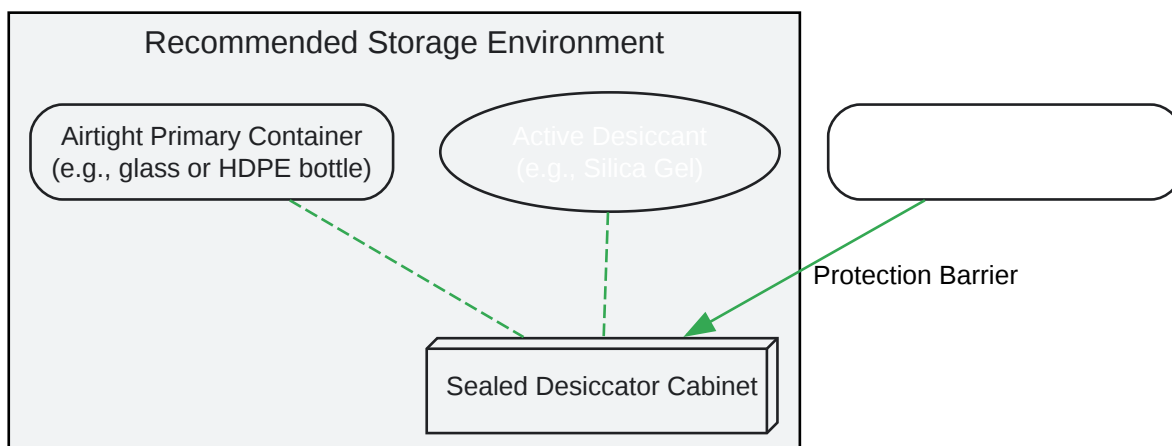 Recommended Storage Environment
Airtight Primary Container
(e.g., glass or HDPE bottle)
Active Desiccant
(e.g., Silica Gel)
Protection Barrier
Sealed Desiccator Cabinet